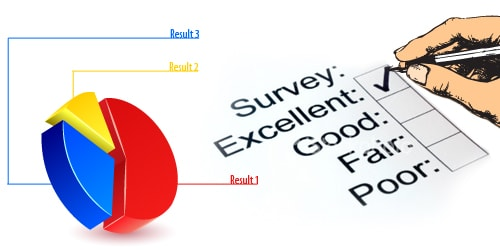 Result 3
Result 2
Result 1
Survey:
Excellent:
Good:
Fair:
Poor: